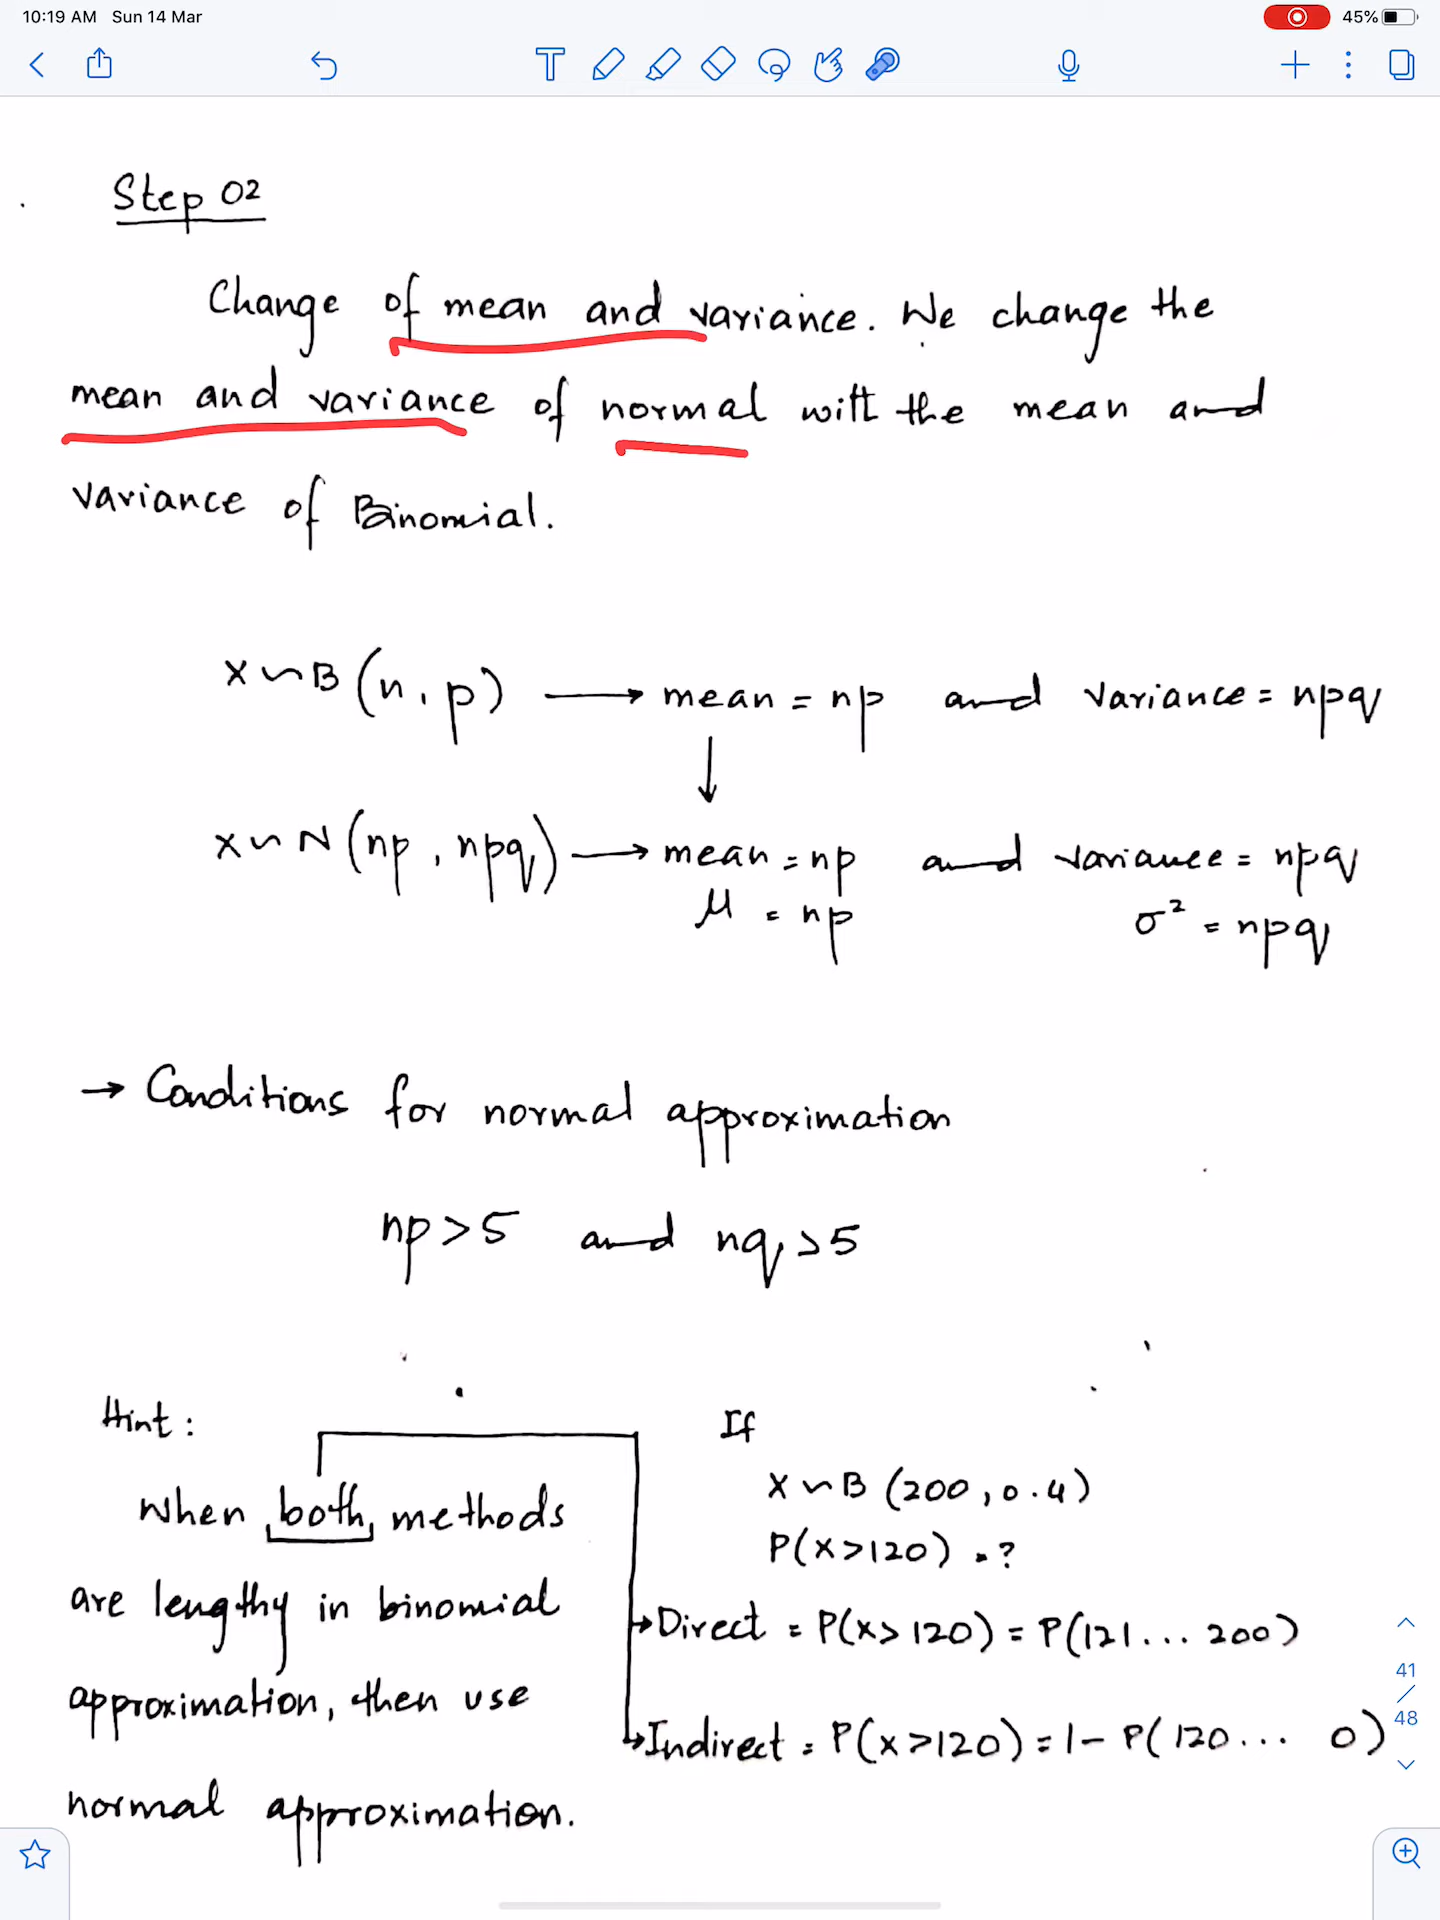 10:19 AM Sun 14 Mar 45%
Step 02
Change of mean and variance. We change the
mean and variance of normal witt the mean and
variance of Binomial.
X ~ B (n, p) → mean = np and variance = npq
↓
X ~ N (np, npq) → mean = np and variance = npq
μ = np σ² = npq
→ Conditions for normal approximation
np > 5 and nq > 5
Hint:
When both methods
are lengthy in binomial
approximation, then use
normal approximation.
If
X ~ B (200, 0.4)
P(X > 120) = ?
→ Direct = P(X > 120) = P(121... 200)
→ Indirect = P(X > 120) = 1 - P(120... 0)
41
/
48